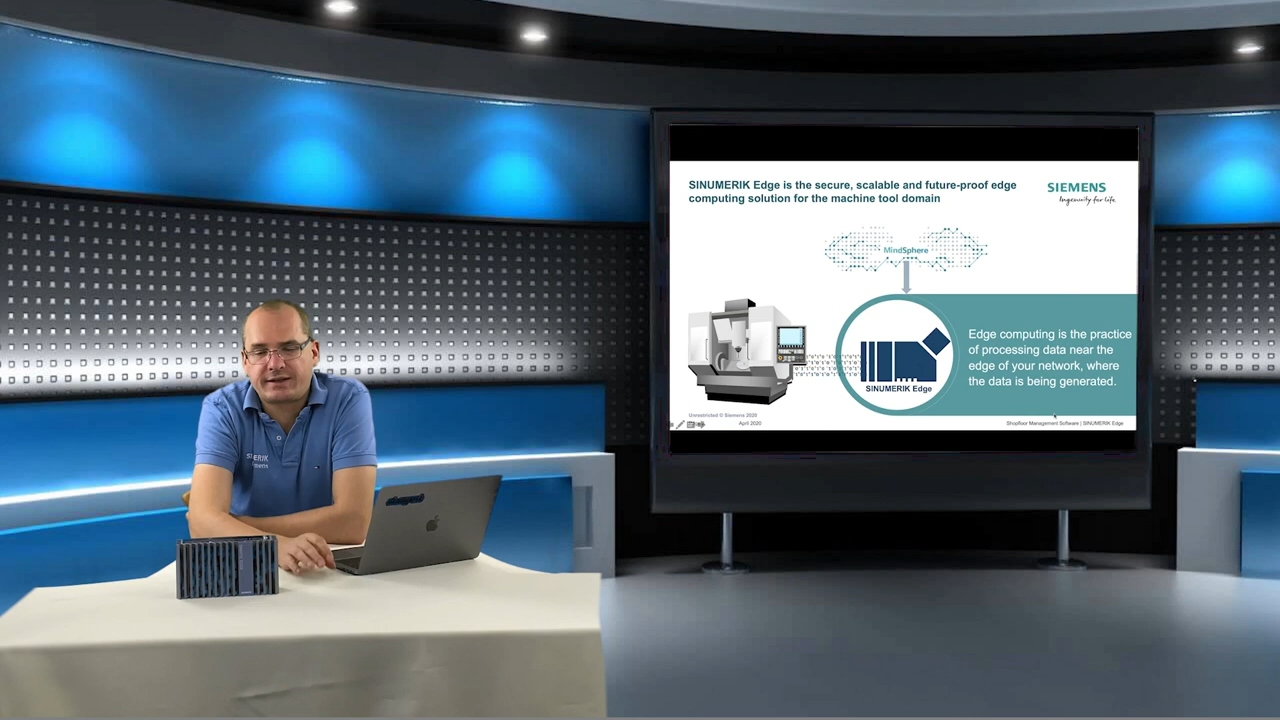 SINUMERIK Edge is the secure, scalable and future-proof edge
computing solution for the machine tool domain
SIEMENS
Ingenuity for life
MindSphere
Edge computing is the practice
of processing data near the
edge of your network, where
the data is being generated.
SINUMERIK Edge
Unrestricted © Siemens 2020
April 2020
Shopfloor Management Software | SINUMERIK Edge
ERIK